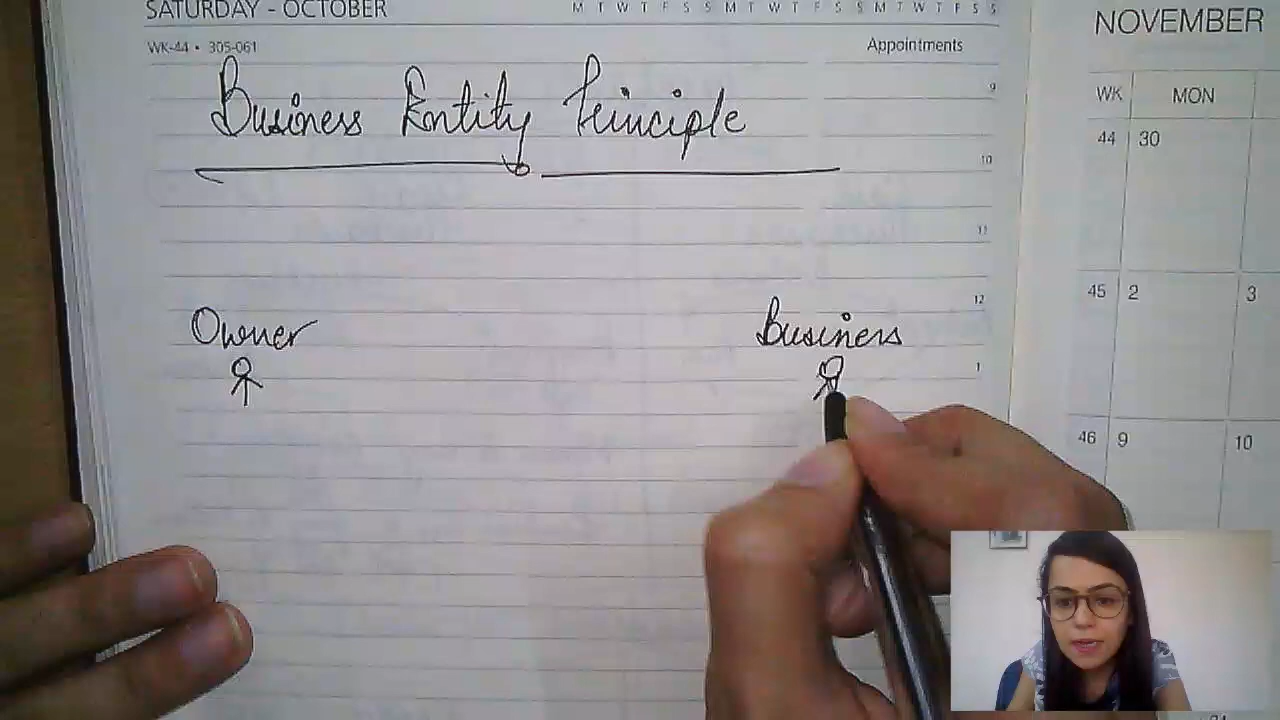 SATURDAY - OCTOBER
M T W T F S S M T W T F S S M T W T F S S
NOVEMBER
WK-44 • 305-061
Appointments
Business Entity Principle
9
10
11
12
1
Owner
Business
WK MON
44 30
45 2 3
46 9 10